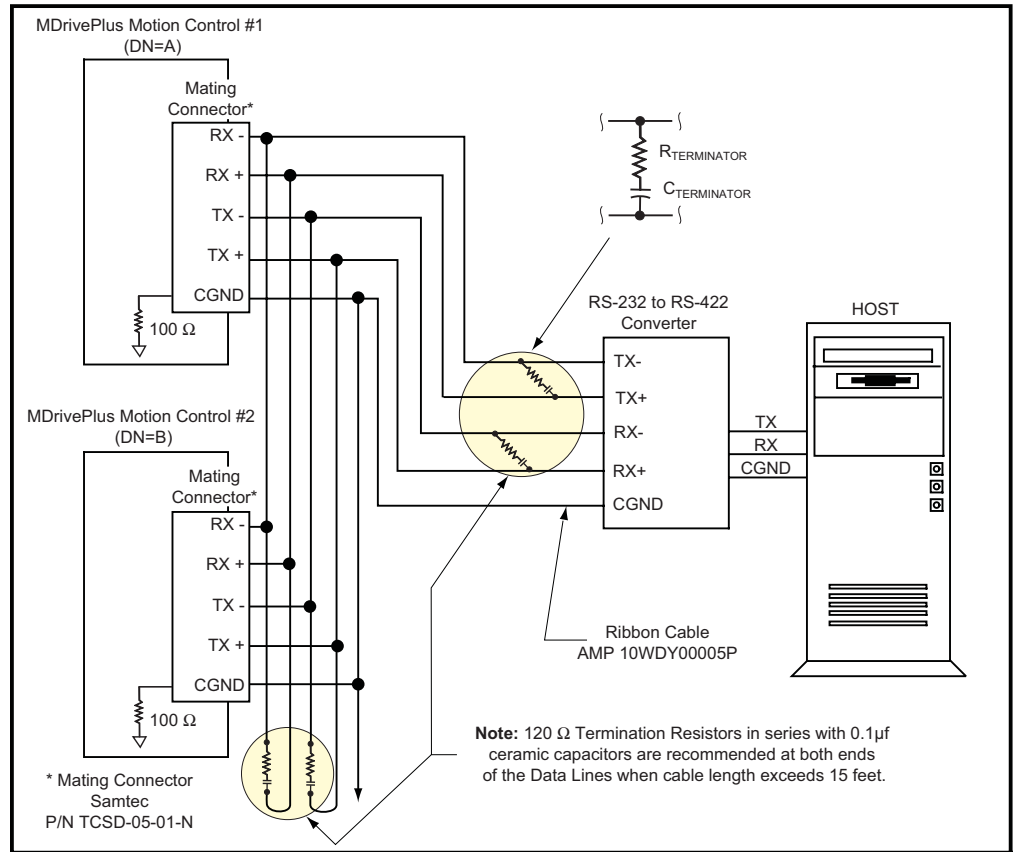 MDrivePlus Motion Control #1
(DN=A)
Mating
Connector*
RX -
RX +
TX -
TX +
CGND
100 Ω
MDrivePlus Motion Control #2
(DN=B)
Mating
Connector*
RX -
RX +
TX -
TX +
CGND
100 Ω
* Mating Connector
Samtec
P/N TCSD-05-01-N
RTERMINATOR
CTERMINATOR
RS-232 to RS-422
Converter
TX-
TX+
RX-
RX+
CGND
TX
RX
CGND
HOST
Ribbon Cable
AMP 10WDY00005P
Note: 120 Ω Termination Resistors in series with 0.1µf
ceramic capacitors are recommended at both ends
of the Data Lines when cable length exceeds 15 feet.